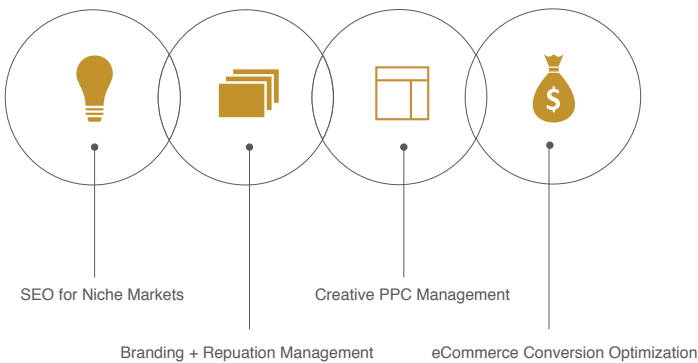 $
SEO for Niche Markets
Creative PPC Management
Branding + Repuation Management
eCommerce Conversion Optimization